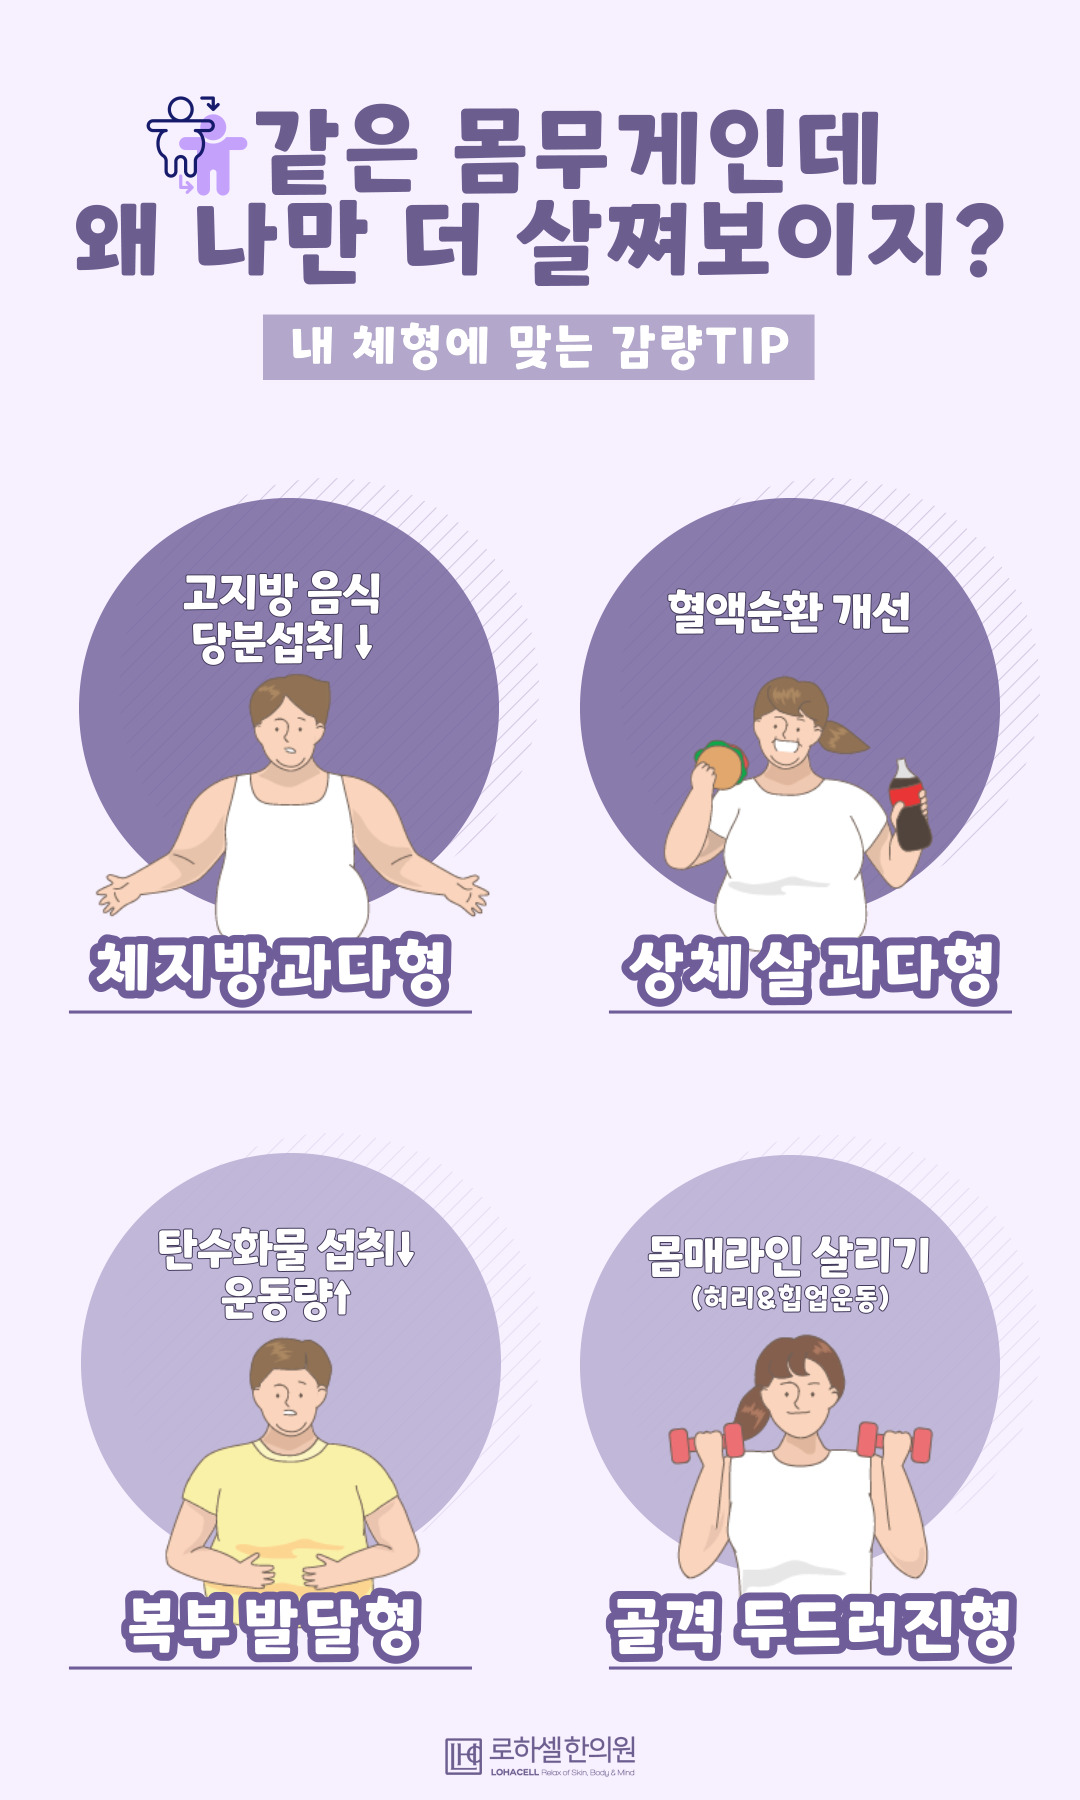 같은 몸무게인데
왜 나만 더 살쪄보이지?
내 체형에 맞는 감량TIP
고지방 음식
당분섭취↓
체지방과다형
혈액순환 개선
상체 살 과다형
탄수화물 섭취↓
운동량↑
복부발달형
몸매라인 살리기
(허리&힙업운동)
골격 두드러진형
LHC 로하셀한의원
LOHACELL Relax of Skin, Body & Mind